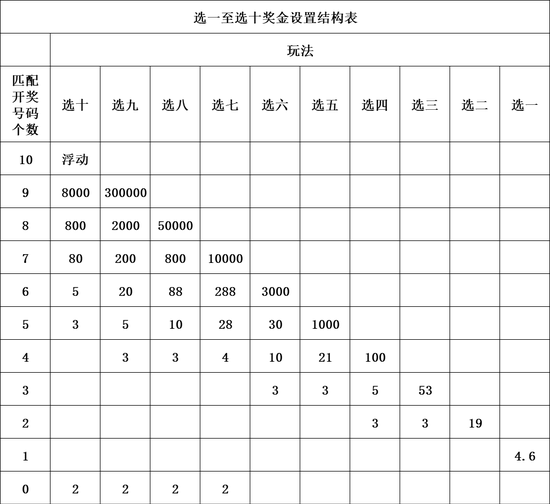 选一至选十奖金设置结构表
玩法
匹配
开奖
号码
个数
选十 选九 选八 选七 选六 选五 选四 选三 选二 选一
10 浮动
9 8000 300000
8 800 2000 50000
7 80 200 800 10000
6 5 20 88 288 3000
5 3 5 10 28 30 1000
4 3 3 4 10 21 100
3 3 3 5 53
2 3 3 19
1 4.6
0 2 2 2 2